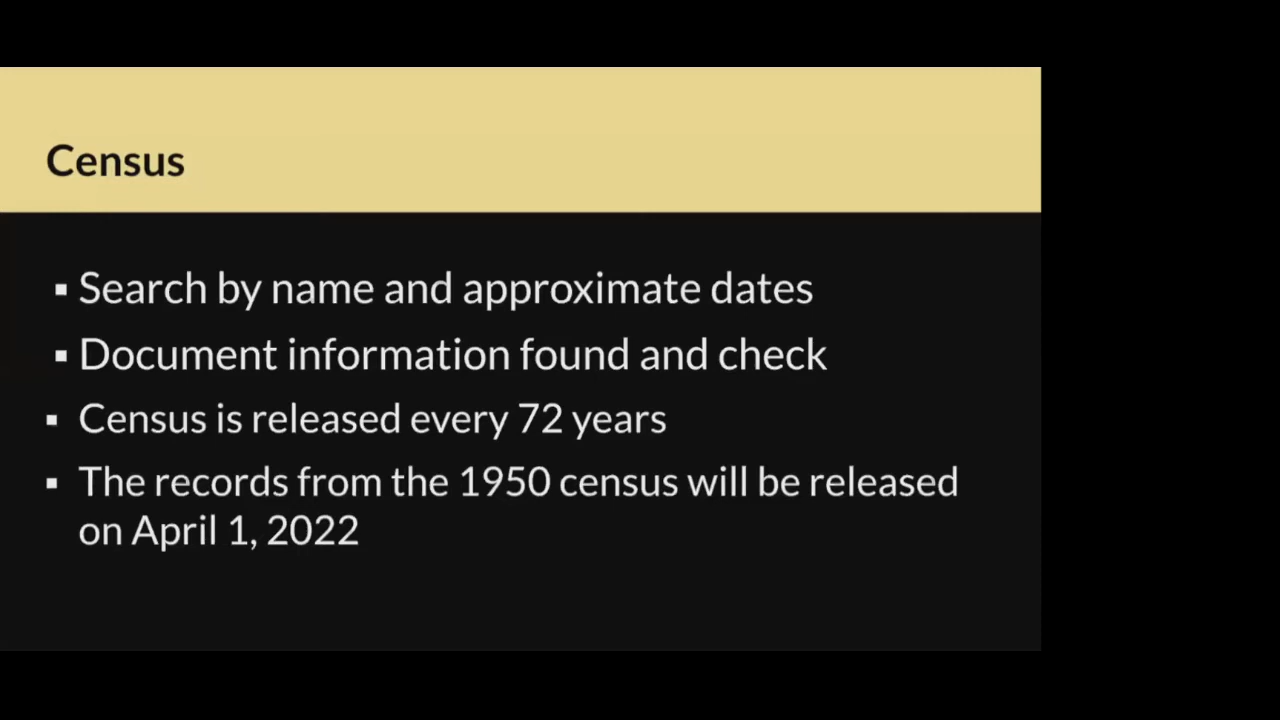 Census
▪ Search by name and approximate dates
▪ Document information found and check
▪ Census is released every 72 years
▪ The records from the 1950 census will be released
on April 1, 2022